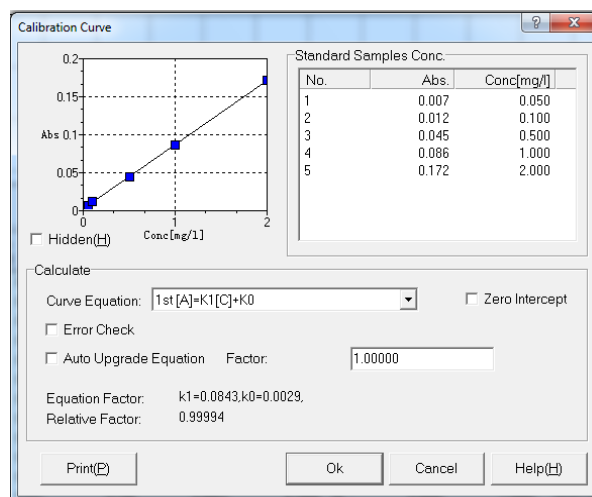 Calibration Curve
0.2
0.15
Abs 0.1
0.05
0
0 1 2
Conc[mg/l]
Hidden(H)
Standard Samples Conc.
No. Abs. Conc[mg/l]
1 0.007 0.050
2 0.012 0.100
3 0.045 0.500
4 0.086 1.000
5 0.172 2.000
Calculate
Curve Equation: 1st [A]=K1[C]+K0 Zero Intercept
Error Check
Auto Upgrade Equation Factor: 1.00000
Equation Factor: k1=0.0843,k0=0.0029,
Relative Factor: 0.99994
Print(P) Ok Cancel Help(H)